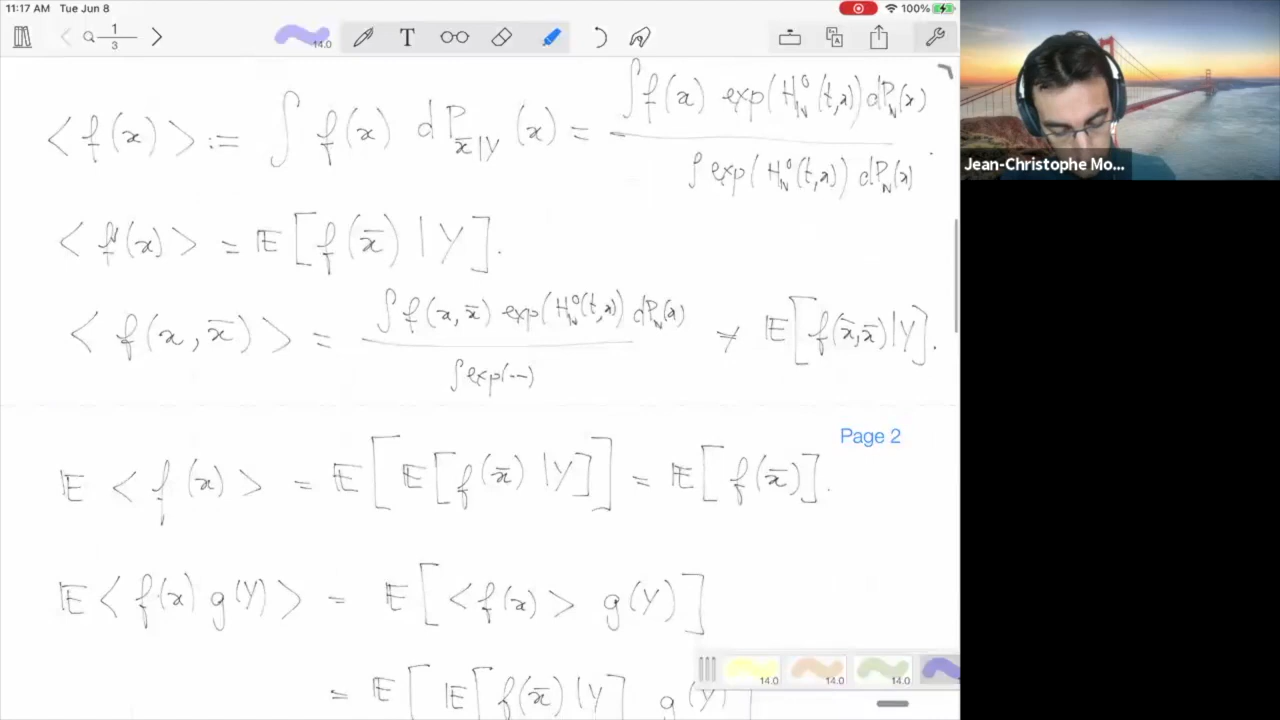 11:17 AM Tue Jun 8
100%
1
3
T
14.0
Jean-Christophe Mo...
< f(x) > := ∫ f(x) dP_{x̄|Y}(x) = ∫ f(x) exp(H_N^0(t,x)) dP_N(x) / ∫ exp(H_N^0(t,x)) dP_N(x) .
< f(x) > = 𝔼 [ f(x̄) | Y ] .
< f(x, x̄) > = ∫ f(x, x̄) exp(H_N^0(t,x)) dP_N(x) / ∫ exp(--) ≠ 𝔼 [ f(x̄, x̄) | Y ] .
Page 2
𝔼 < f(x) > = 𝔼 [ 𝔼 [ f(x̄) | Y ] ] = 𝔼 [ f(x̄) ] .
𝔼 < f(x) g(Y) > = 𝔼 [ < f(x) > g(Y) ]
= 𝔼 [ 𝔼 [ f(x̄) | Y ] g(Y) ]
14.0 14.0 14.0 14.0